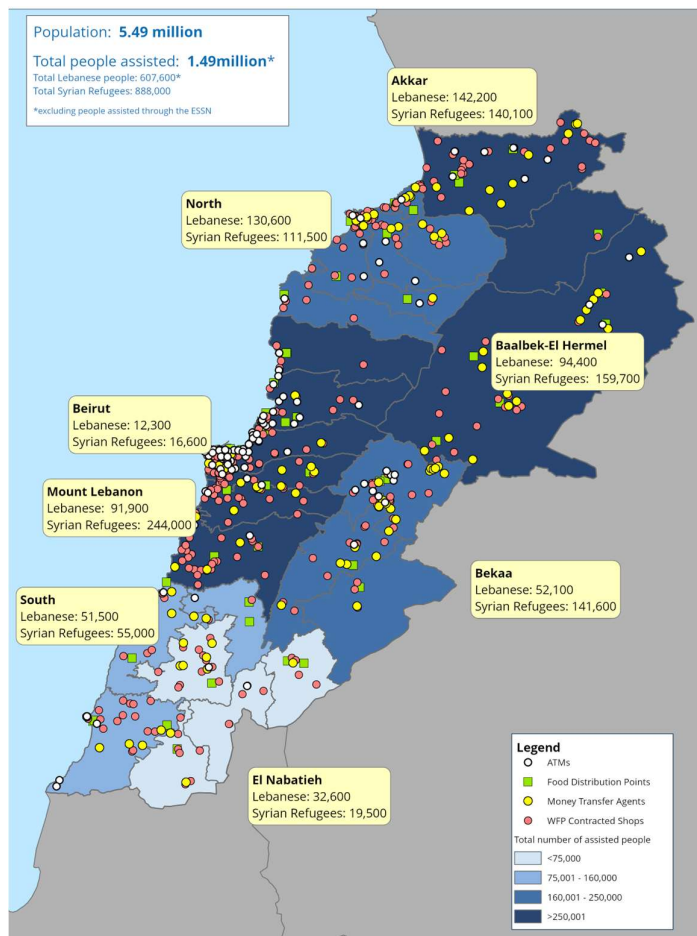 Population: 5.49 million
Total people assisted: 1.49million*
Total Lebanese people: 607,600*
Total Syrian Refugees: 888,000
*excluding people assisted through the ESSN
Akkar
Lebanese: 142,200
Syrian Refugees: 140,100
North
Lebanese: 130,600
Syrian Refugees: 111,500
Baalbek-El Hermel
Lebanese: 94,400
Syrian Refugees: 159,700
Beirut
Lebanese: 12,300
Syrian Refugees: 16,600
Mount Lebanon
Lebanese: 91,900
Syrian Refugees: 244,000
Bekaa
Lebanese: 52,100
Syrian Refugees: 141,600
South
Lebanese: 51,500
Syrian Refugees: 55,000
El Nabatieh
Lebanese: 32,600
Syrian Refugees: 19,500
Legend
ATMs
Food Distribution Points
Money Transfer Agents
WFP Contracted Shops
Total number of assisted people
<75,000
75,001 - 160,000
160,001 - 250,000
>250,001